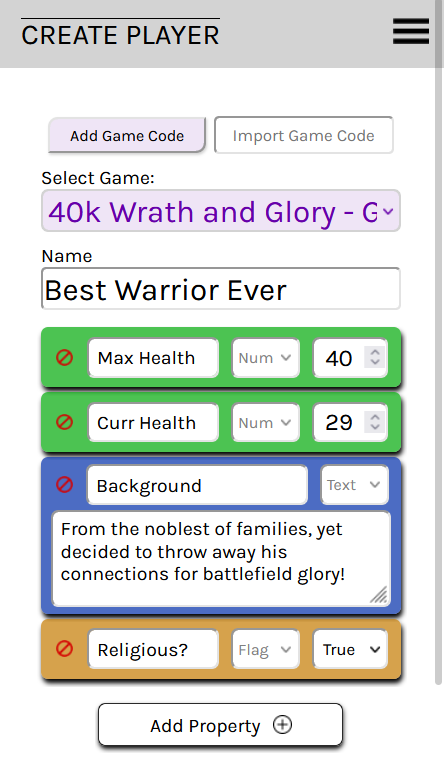 CREATE PLAYER
Add Game Code Import Game Code
Select Game:
40k Wrath and Glory - G
Name
Best Warrior Ever
Max Health Num 40
Curr Health Num 29
Background Text
From the noblest of families, yet
decided to throw away his
connections for battlefield glory!
Religious? Flag True
Add Property